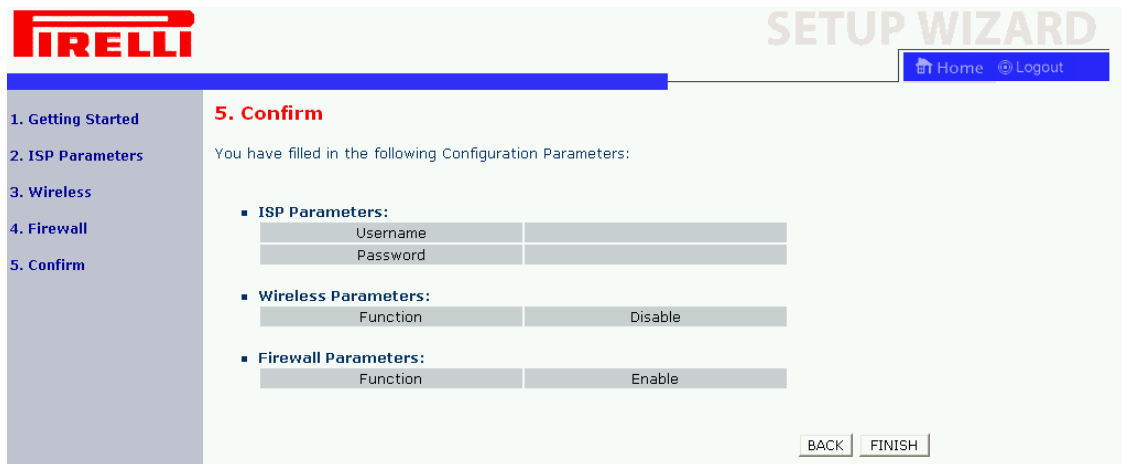 PIRELLI
SETUP WIZARD
Home Logout
1. Getting Started
2. ISP Parameters
3. Wireless
4. Firewall
5. Confirm
5. Confirm
You have filled in the following Configuration Parameters:
ISP Parameters:
Username
Password
Wireless Parameters:
Function Disable
Firewall Parameters:
Function Enable
BACK FINISH